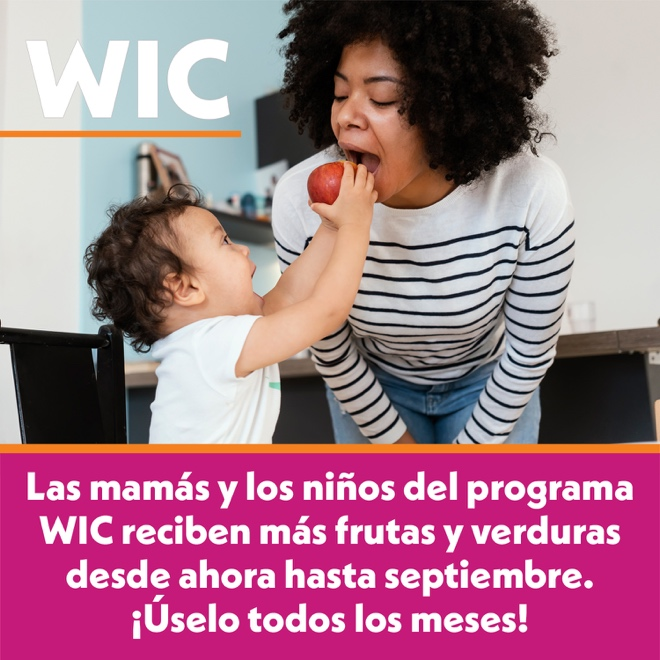 WIC
Las mamás y los niños del programa
WIC reciben más frutas y verduras
desde ahora hasta septiembre.
¡Úselo todos los meses!